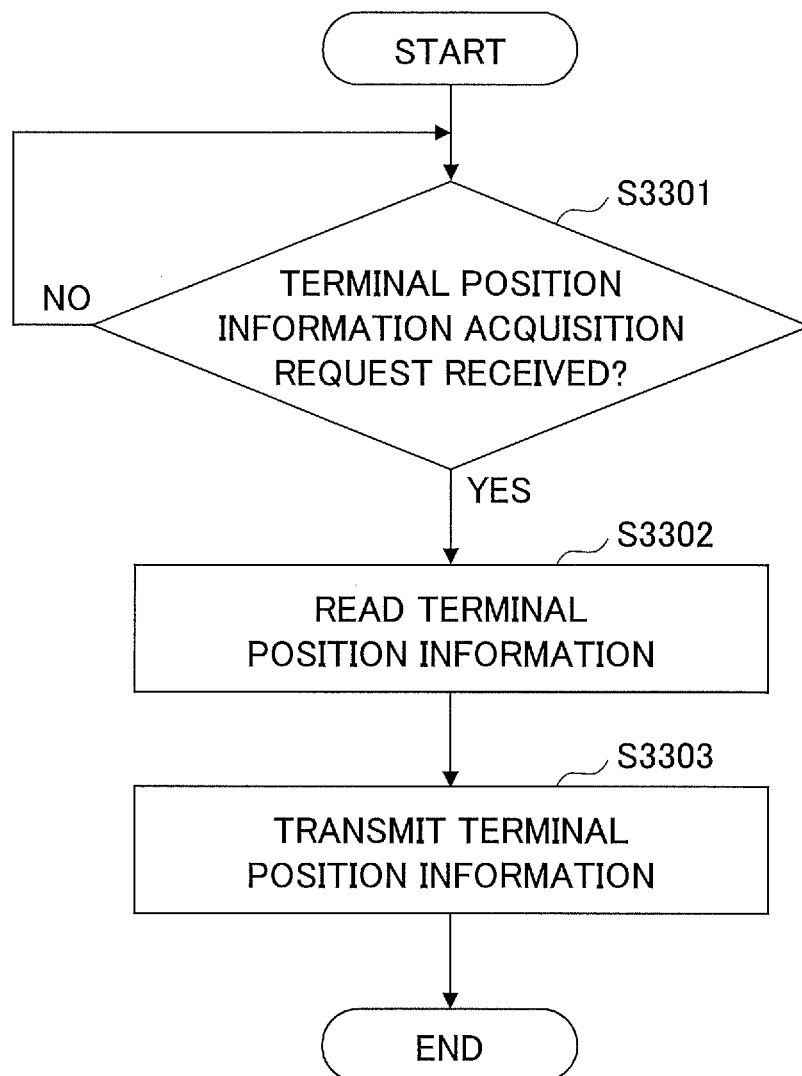 START
S3301
TERMINAL POSITION
INFORMATION ACQUISITION
REQUEST RECEIVED?
NO
YES
S3302
READ TERMINAL
POSITION INFORMATION
S3303
TRANSMIT TERMINAL
POSITION INFORMATION
END